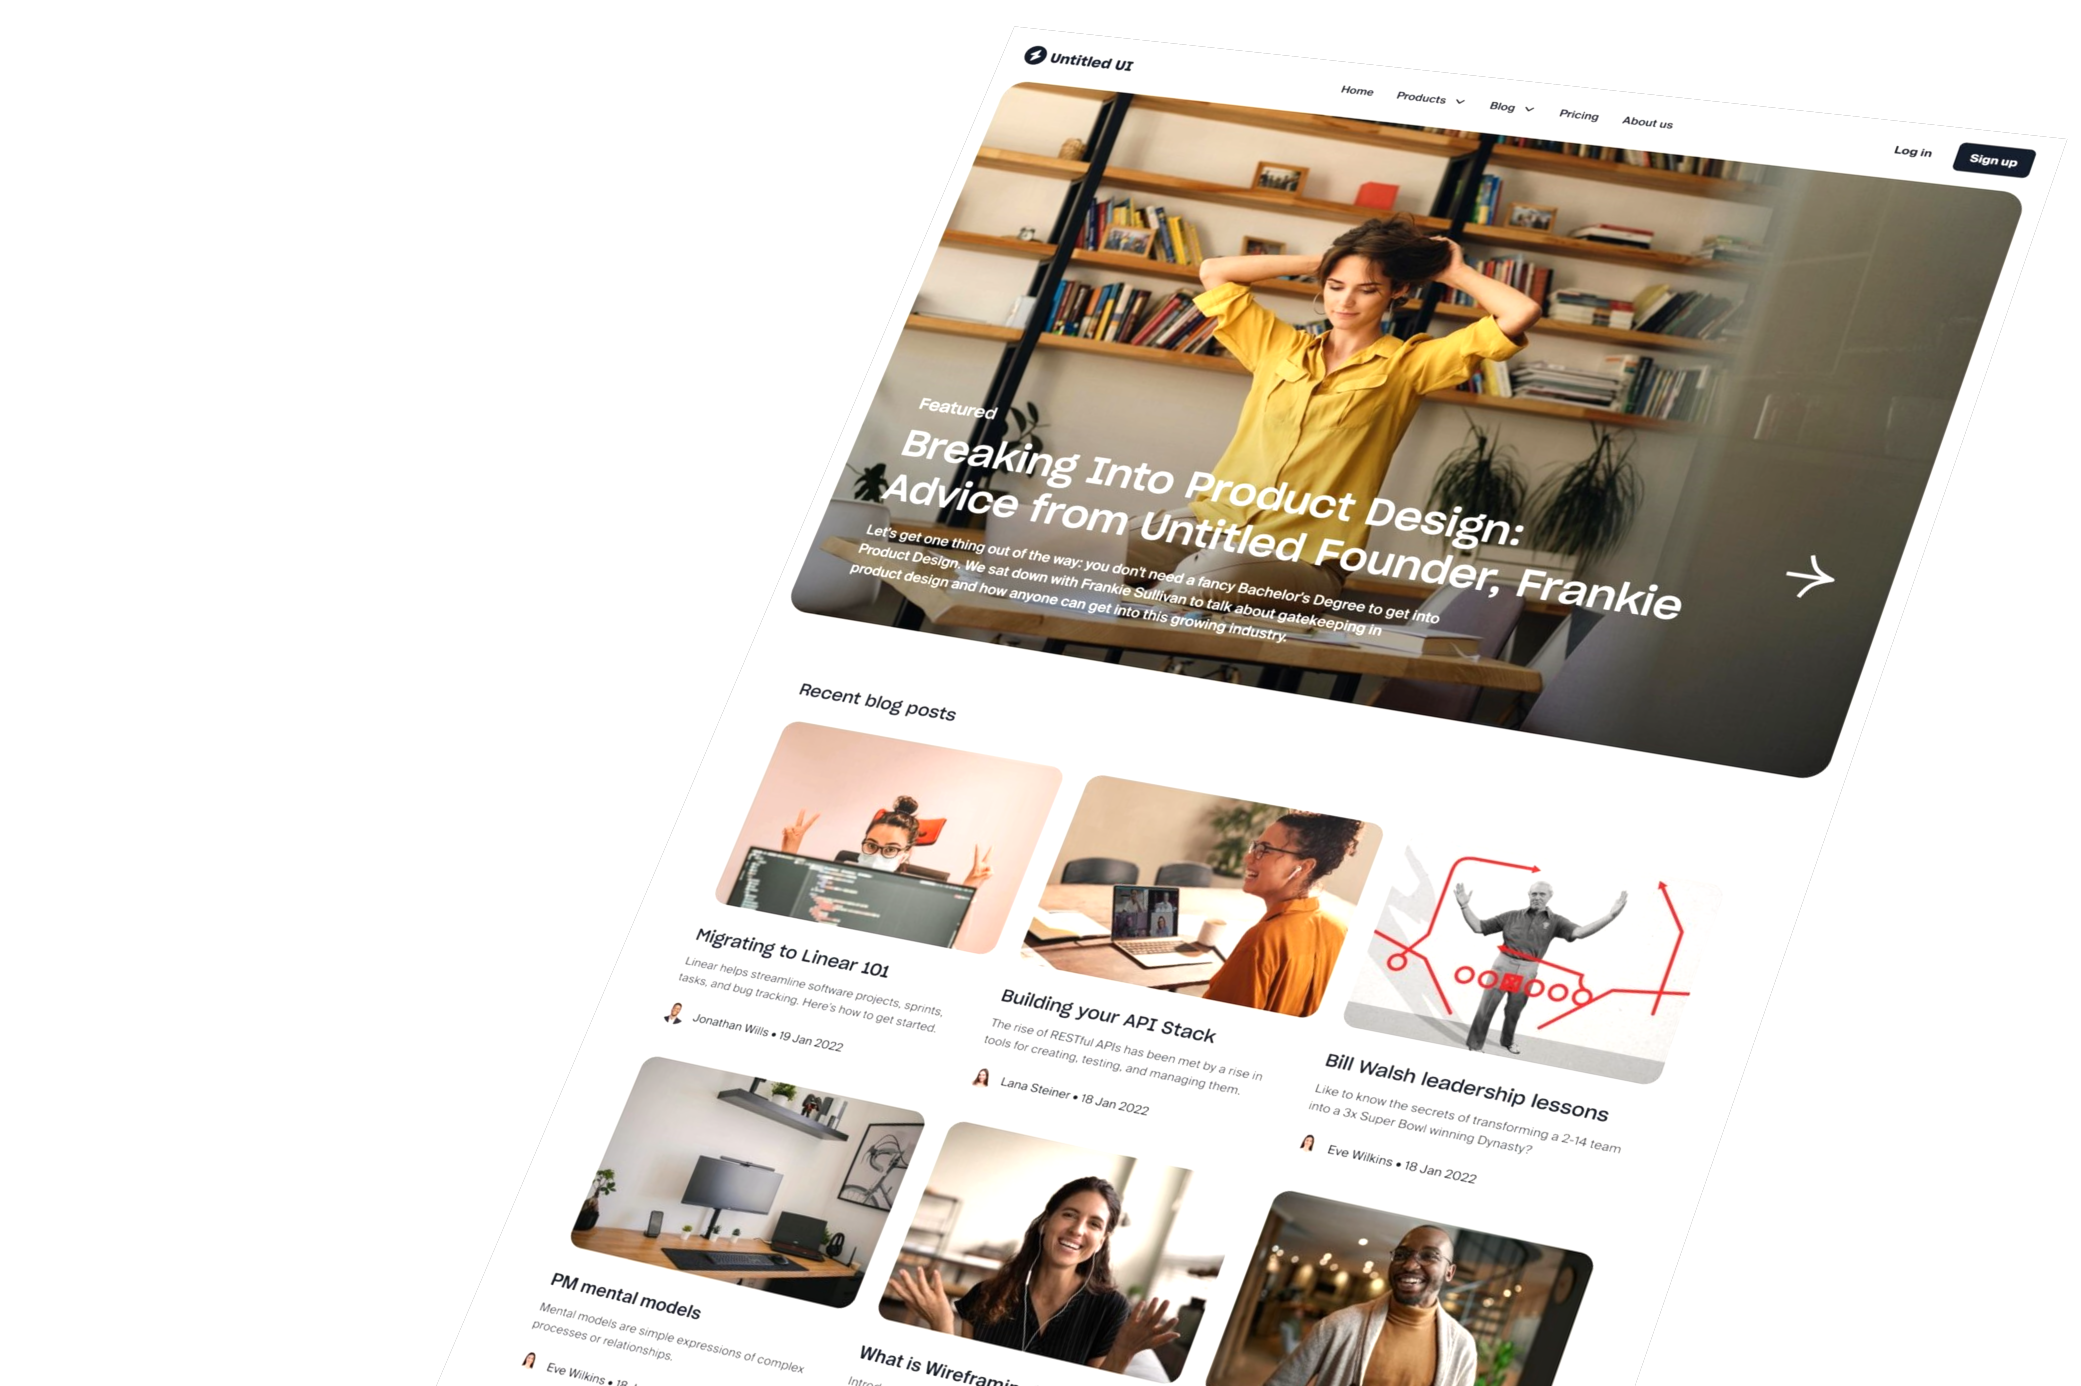 Untitled UI
Home
Products
Blog
Pricing
About us
Log in
Sign up
Featured
Breaking Into Product Design:
Advice from Untitled Founder, Frankie
Let's get one thing out of the way: you don't need a fancy Bachelor's Degree to get into
Product Design. We sat down with Frankie Sullivan to talk about gatekeeping in
product design and how anyone can get into this growing industry.
Recent blog posts
Migrating to Linear 101
Linear helps streamline software projects, sprints,
tasks, and bug tracking. Here's how to get started.
Jonathan Wills • 19 Jan 2022
Building your API Stack
The rise of RESTful APIs has been met by a rise in
tools for creating, testing, and managing them.
Lana Steiner • 18 Jan 2022
Bill Walsh leadership lessons
Like to know the secrets of transforming a 2-14 team
into a 3x Super Bowl winning Dynasty?
Eve Wilkins • 18 Jan 2022
PM mental models
Mental models are simple expressions of complex
processes or relationships.
Eve Wilkins • 18
What is